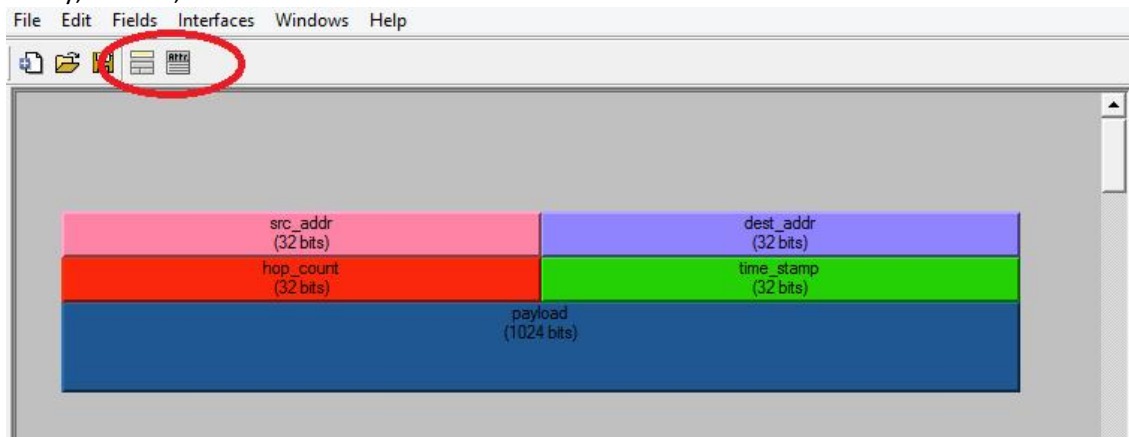 File Edit Fields Interfaces Windows Help
Attr.
src_addr
(32 bits)
dest_addr
(32 bits)
hop_count
(32 bits)
time_stamp
(32 bits)
payload
(1024 bits)